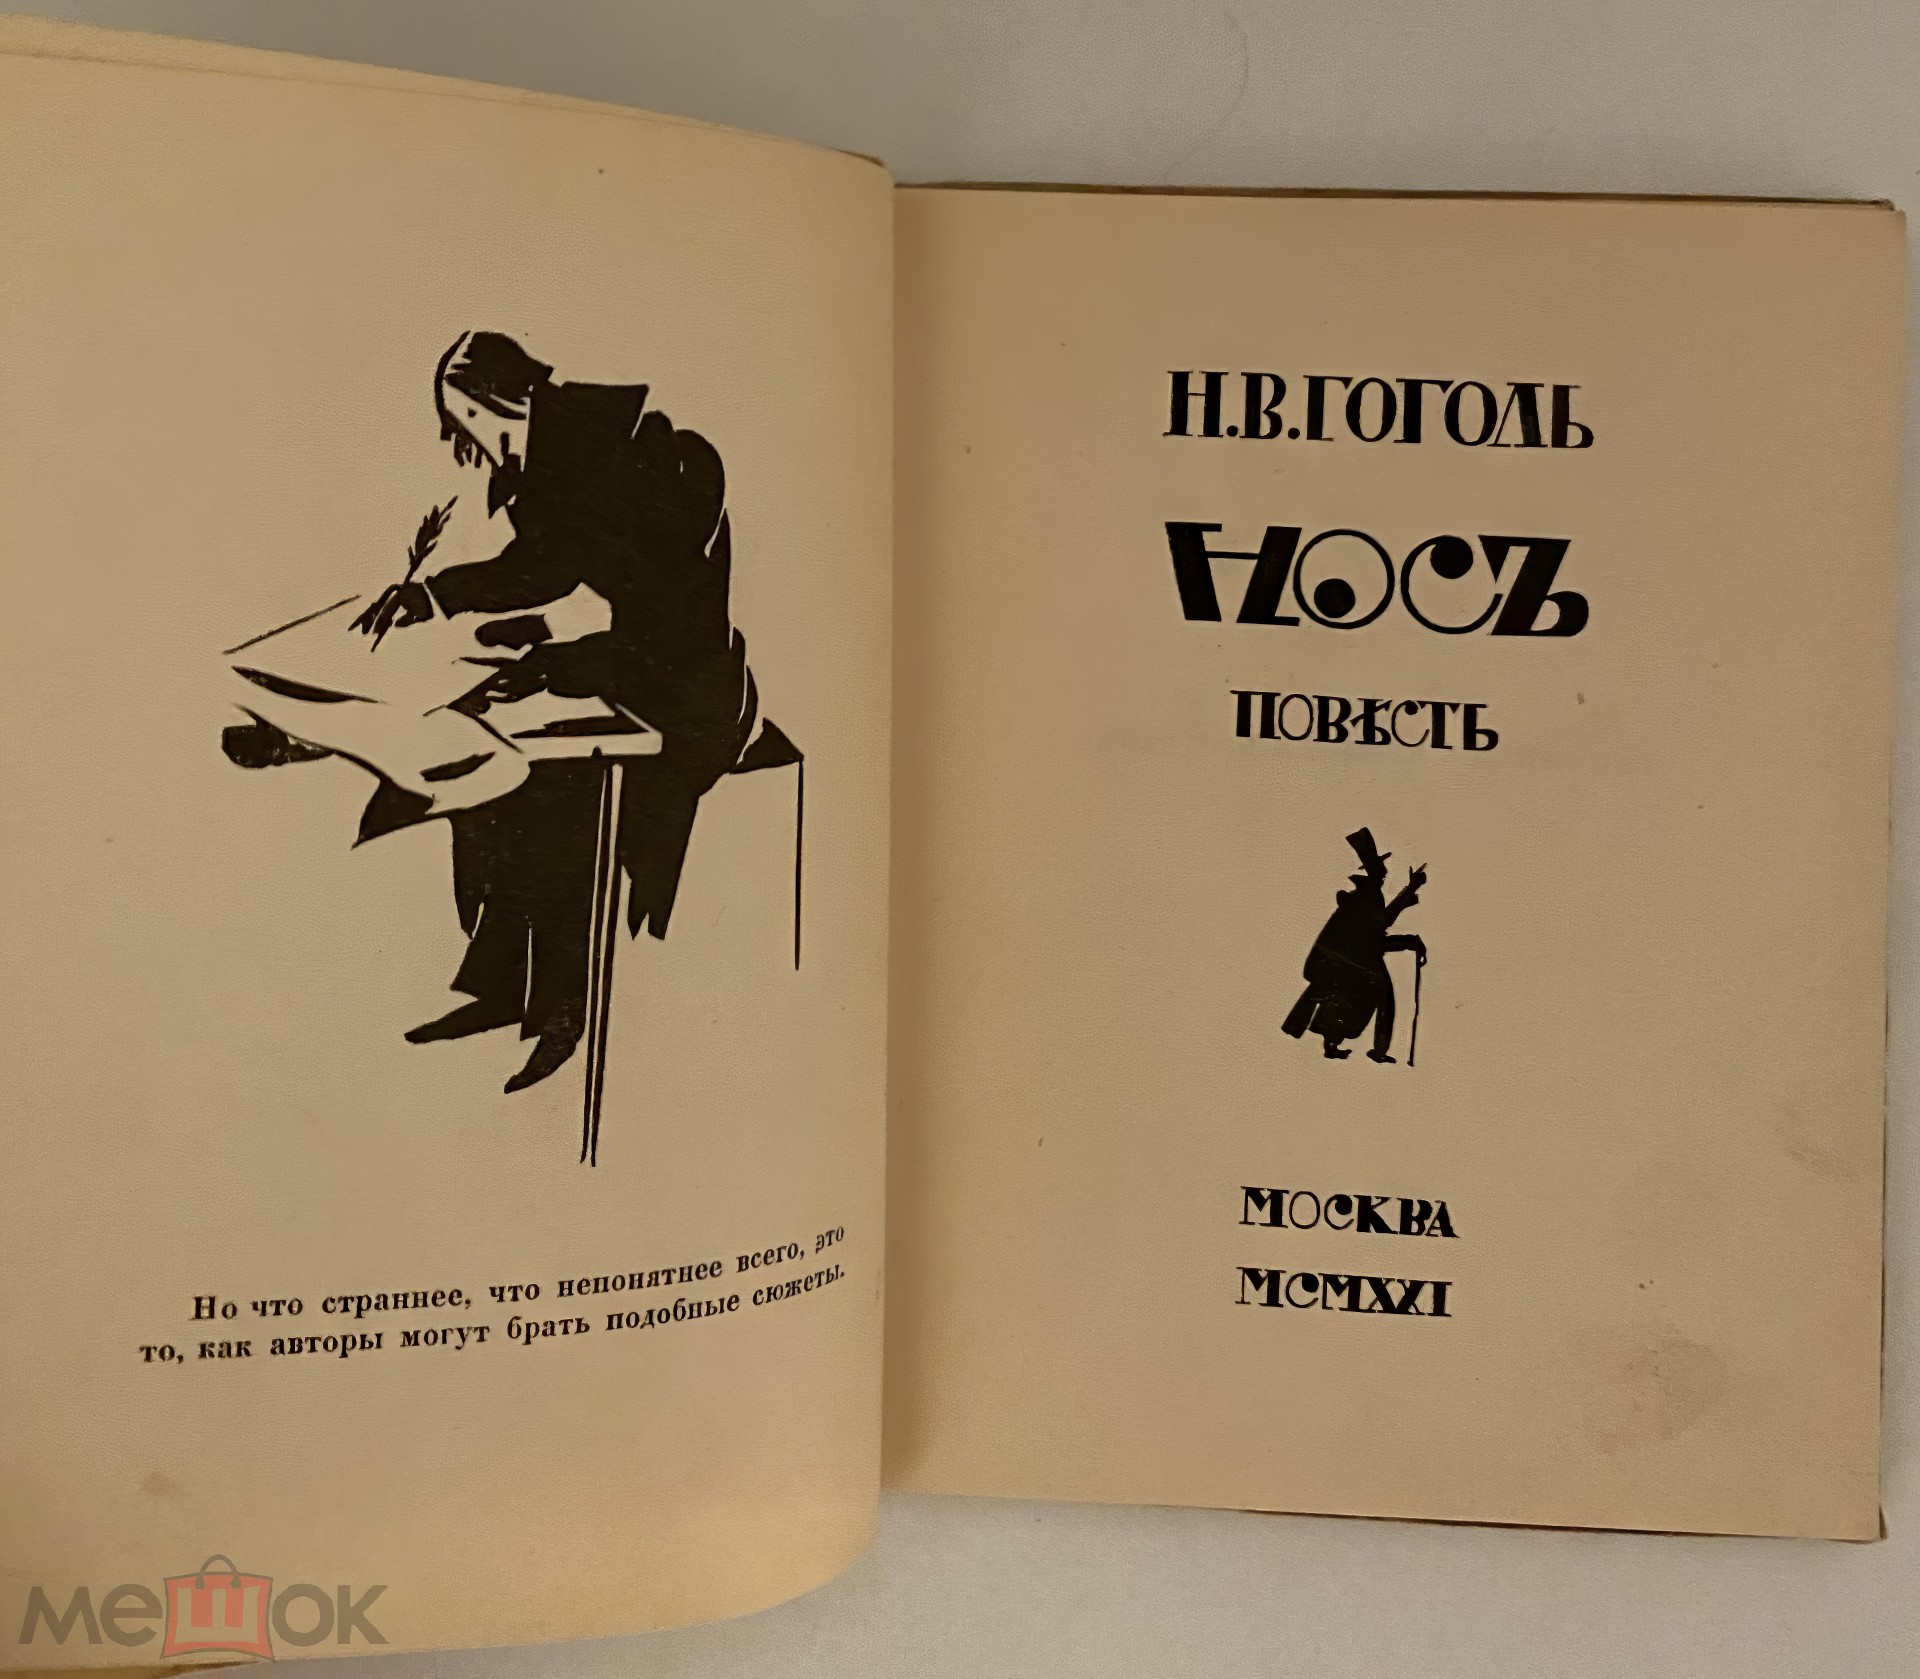 Но что страннее, что непонятнее всего, это
то, как авторы могут брать подобные сюжеты.
Н.В.ГОГОЛЬ
НОСЪ
ПОВѢСТЬ
МОСКВА
MCMXXI
мешок